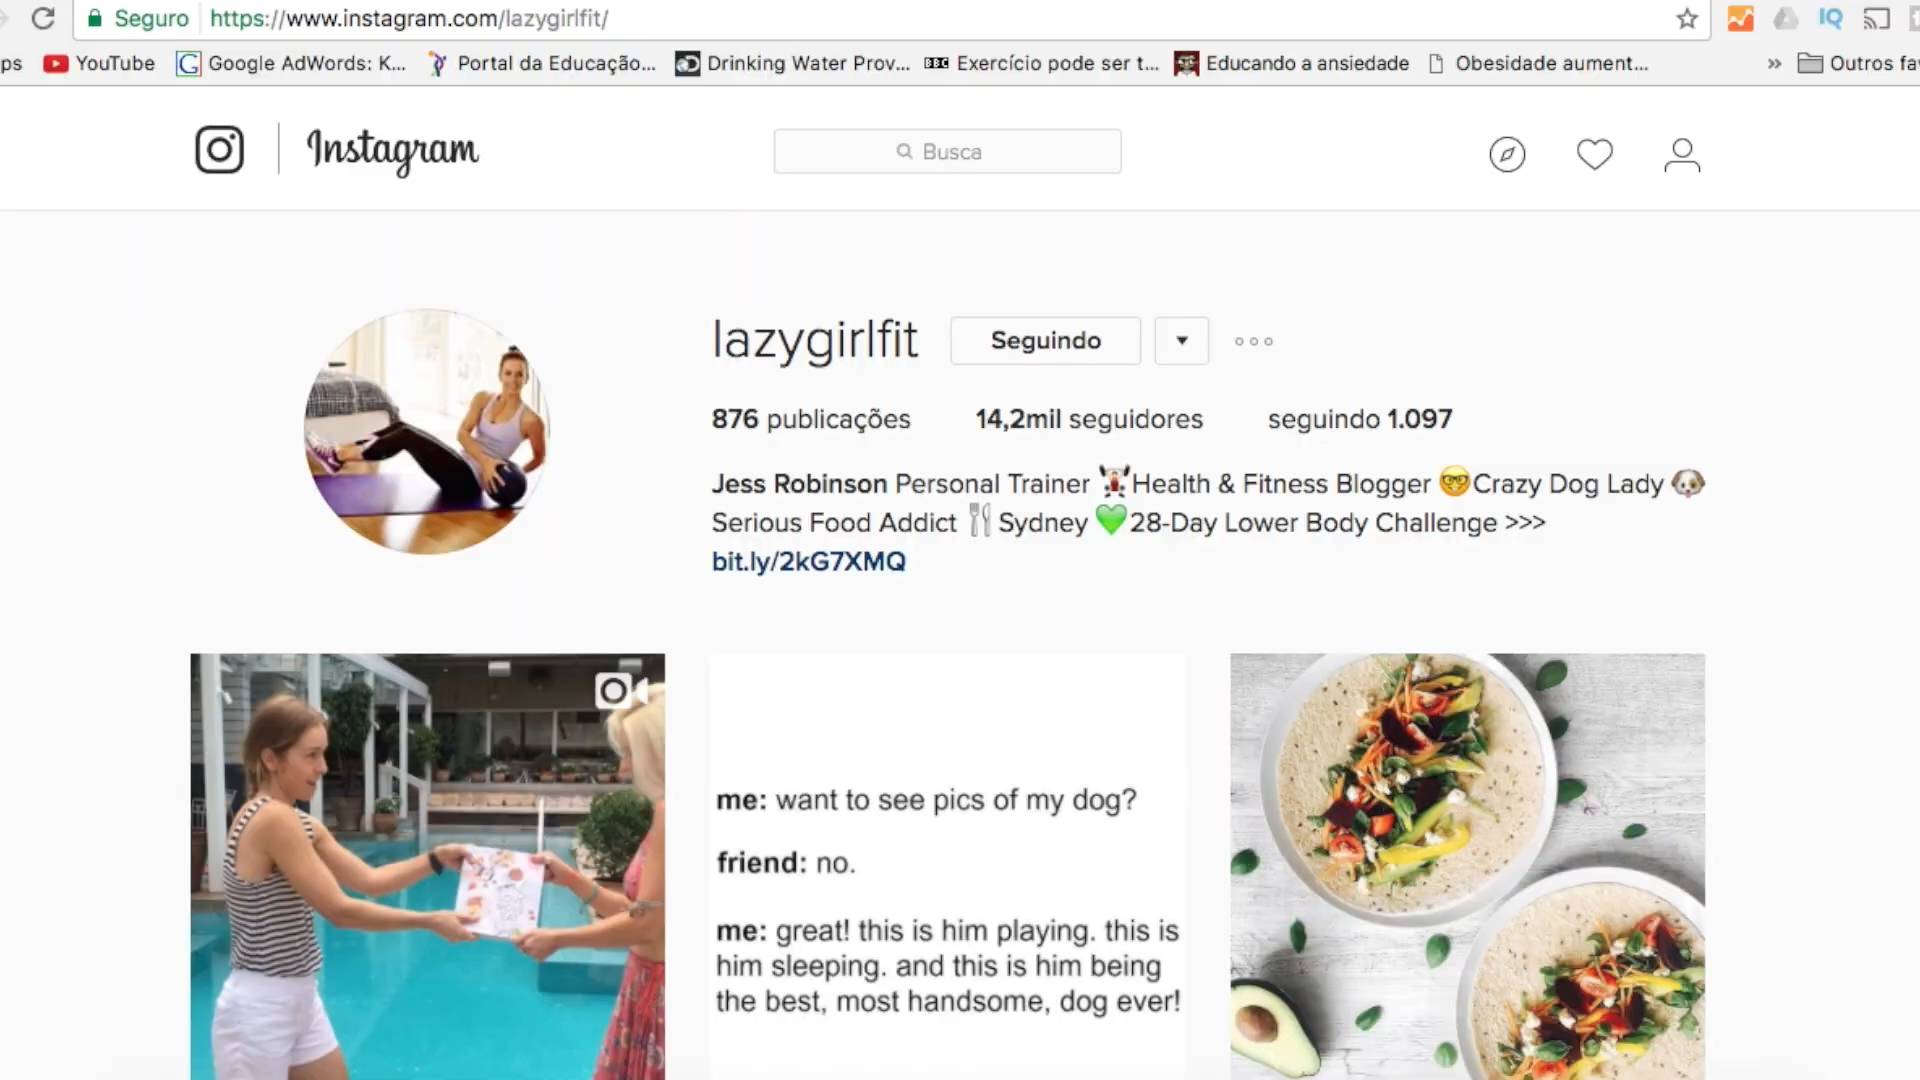 Seguro https://www.instagram.com/lazygirlfit/
ps YouTube Google AdWords: K... Portal da Educação... Drinking Water Prov... BBC Exercício pode ser t... Educando a ansiedade Obesidade aument... » Outros fav
Instagram Busca
lazygirlfit Seguindo
876 publicações 14,2mil seguidores seguindo 1.097
Jess Robinson Personal Trainer 🏋Health & Fitness Blogger 🤓Crazy Dog Lady 🐶
Serious Food Addict 🍴Sydney 💚28-Day Lower Body Challenge >>>
bit.ly/2kG7XMQ
me: want to see pics of my dog?
friend: no.
me: great! this is him playing. this is
him sleeping. and this is him being
the best, most handsome, dog ever!